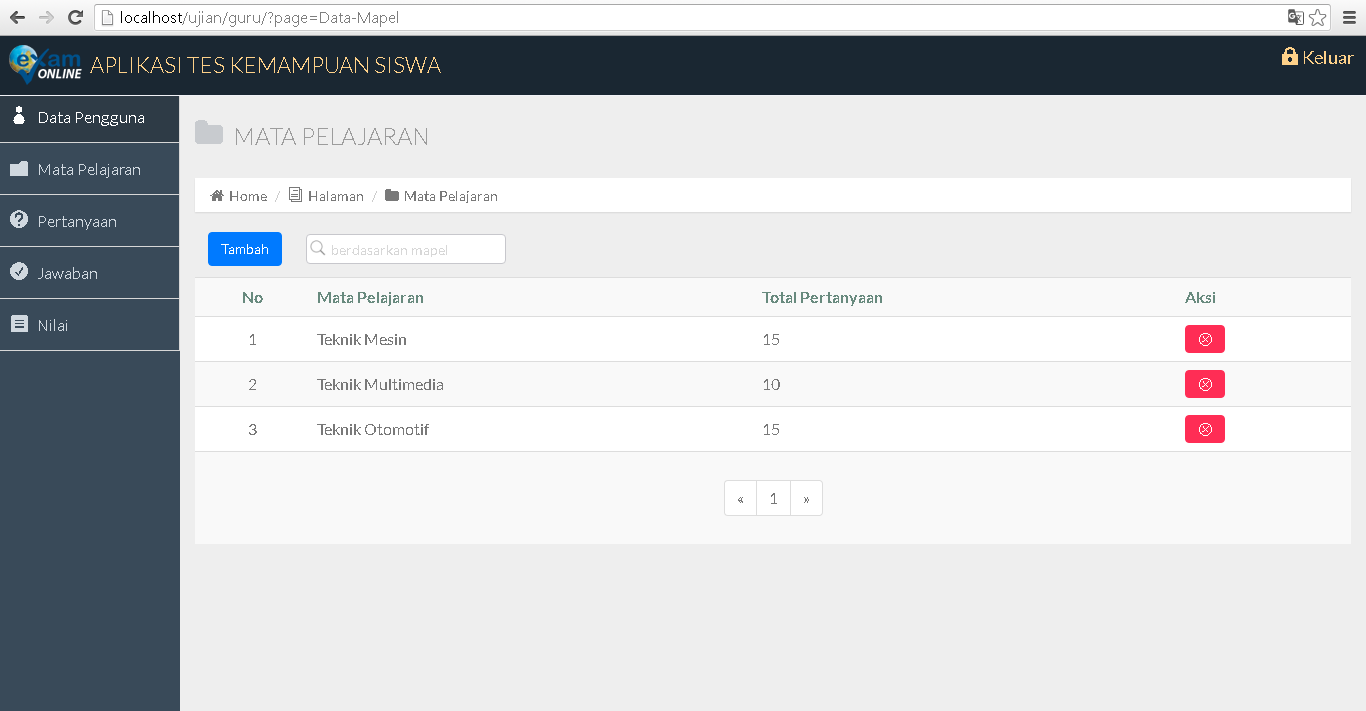 localhost/ujian/guru/?page=Data-Mapel
eXam ONLINE APLIKASI TES KEMAMPUAN SISWA
Keluar
Data Pengguna
Mata Pelajaran
Pertanyaan
Jawaban
Nilai
MATA PELAJARAN
Home / Halaman / Mata Pelajaran
Tambah berdasarkan mapel
No Mata Pelajaran Total Pertanyaan Aksi
1 Teknik Mesin 15
2 Teknik Multimedia 10
3 Teknik Otomotif 15
« 1 »